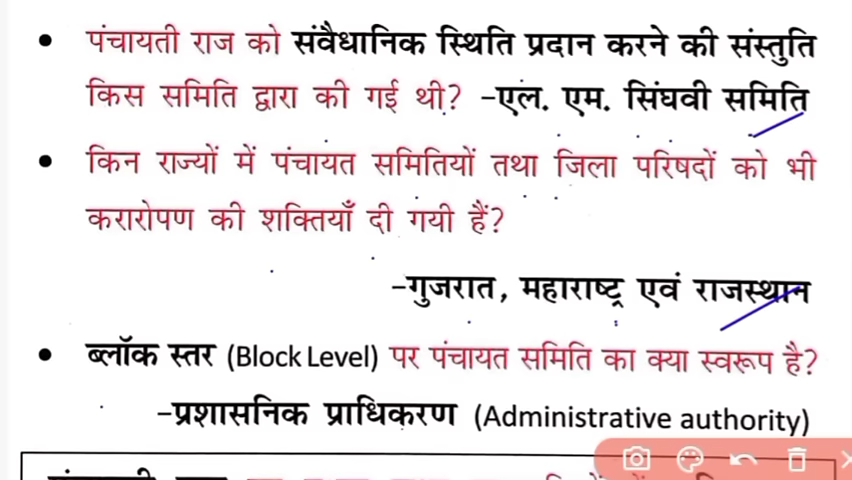 • पंचायती राज को संवैधानिक स्थिति प्रदान करने की संस्तुति
किस समिति द्वारा की गई थी? -एल. एम. सिंघवी समिति
• किन राज्यों में पंचायत समितियों तथा जिला परिषदों को भी
करारोपण की शक्तियाँ दी गयी हैं?
-गुजरात, महाराष्ट्र एवं राजस्थान
• ब्लॉक स्तर (Block Level) पर पंचायत समिति का क्या स्वरूप है?
-प्रशासनिक प्राधिकरण (Administrative authority)